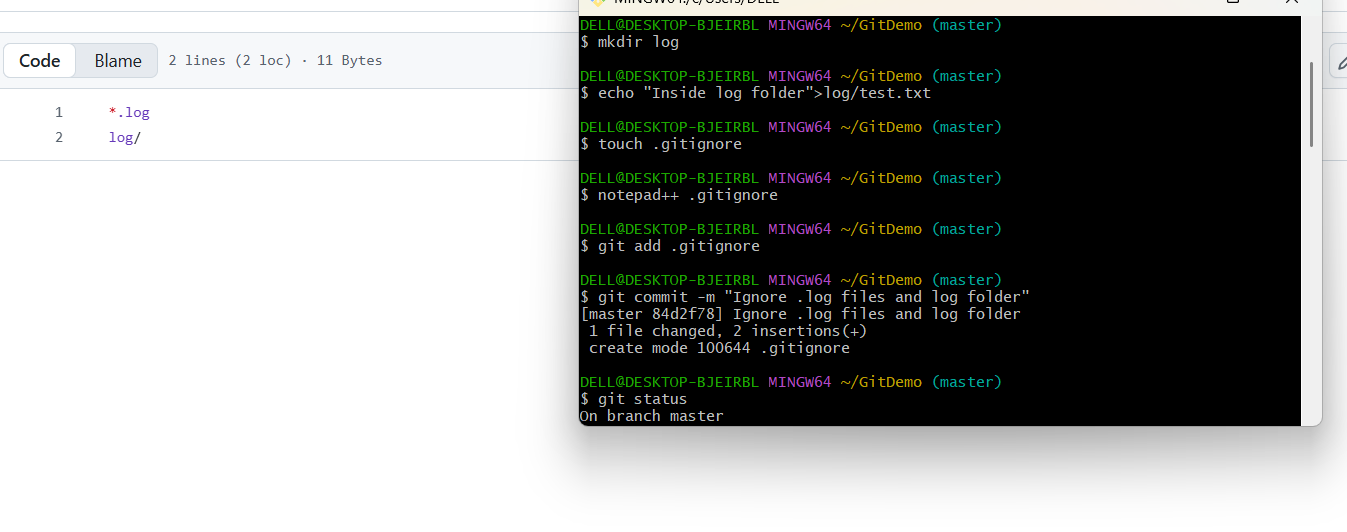 Code Blame 2 lines (2 loc) · 11 Bytes
1 *.log
2 log/
DELL@DESKTOP-BJEIRBL MINGW64 ~/GitDemo (master)
$ mkdir log
DELL@DESKTOP-BJEIRBL MINGW64 ~/GitDemo (master)
$ echo "Inside log folder">log/test.txt
DELL@DESKTOP-BJEIRBL MINGW64 ~/GitDemo (master)
$ touch .gitignore
DELL@DESKTOP-BJEIRBL MINGW64 ~/GitDemo (master)
$ notepad++ .gitignore
DELL@DESKTOP-BJEIRBL MINGW64 ~/GitDemo (master)
$ git add .gitignore
DELL@DESKTOP-BJEIRBL MINGW64 ~/GitDemo (master)
$ git commit -m "Ignore .log files and log folder"
[master 84d2f78] Ignore .log files and log folder
1 file changed, 2 insertions(+)
create mode 100644 .gitignore
DELL@DESKTOP-BJEIRBL MINGW64 ~/GitDemo (master)
$ git status
On branch master